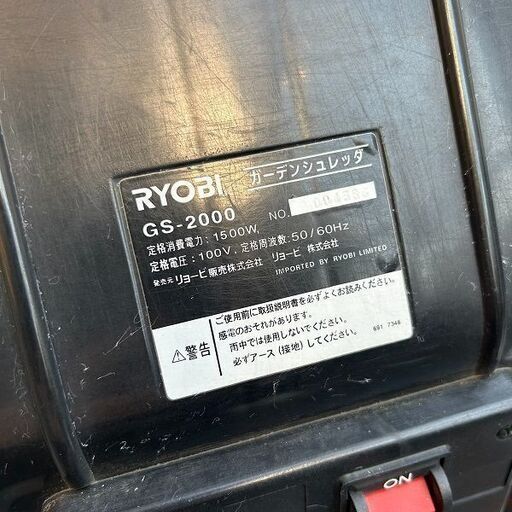 RYOBI ガーデンシュレッダ
GS-2000 NO.
定格消費電力：1500W,
定格電圧：100V, 定格周波数：50/60Hz
発売元 リョービ販売株式会社 リョービ 株式会社
IMPORTED BY RYOBI LIMITED
⚠警告
ご使用前に取扱説明書を必ずよくお読みください。
感電のおそれがあります。
雨中では使用しないでください。
必ずアース（接地）してください。
691 7348
ON